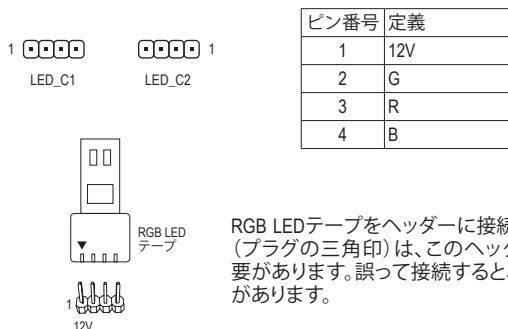 1
1
LED_C1
LED_C2
ピン番号 定義
1 12V
2 G
3 R
4 B
RGB LED
テープ
1
12V
RGB LEDテープをヘッダーに接続
(プラグの三角印)は、このヘッ
要があります。誤って接続すると、
があります。